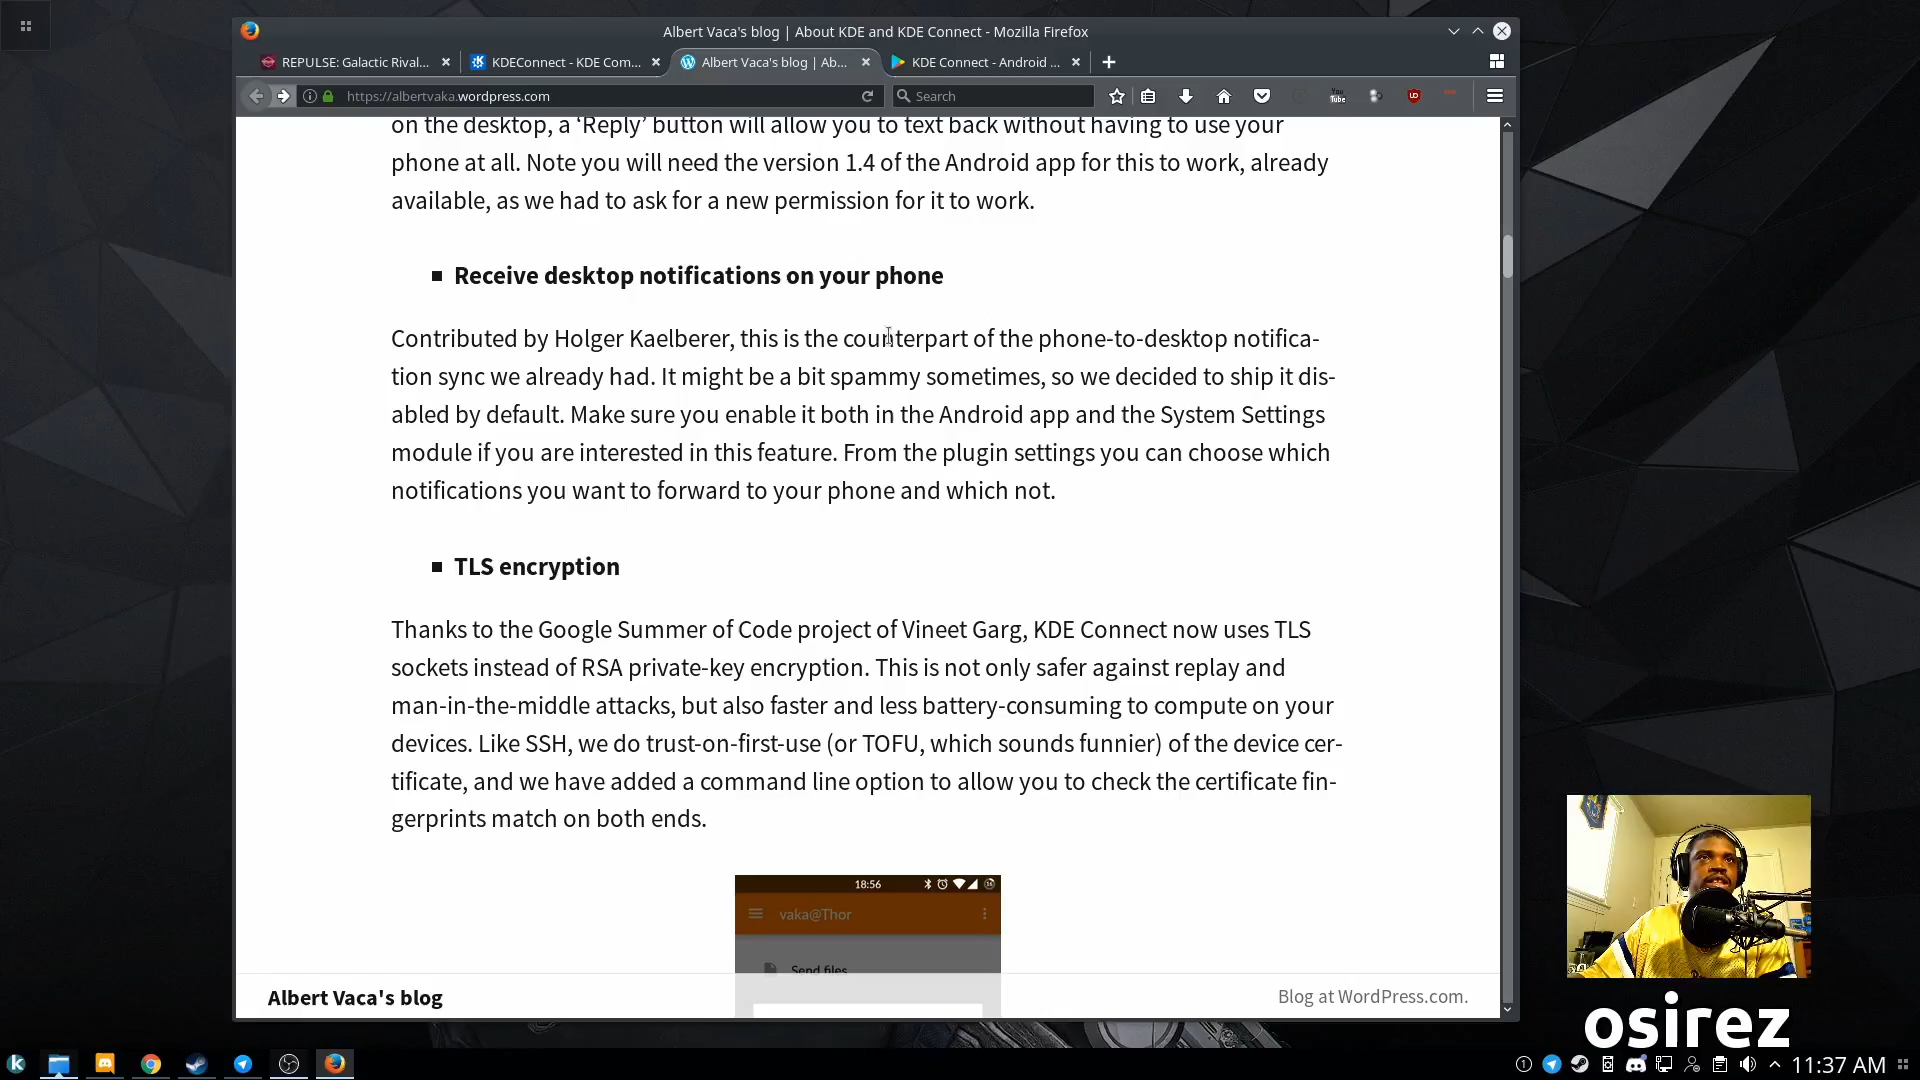 Albert Vaca's blog | About KDE and KDE Connect - Mozilla Firefox
REPULSE: Galactic Rival...
KDEConnect - KDE Com...
Albert Vaca's blog | Ab...
KDE Connect - Android ...
https://albertvaka.wordpress.com
Search
You Tube
on the desktop, a ‘Reply’ button will allow you to text back without having to use your
phone at all. Note you will need the version 1.4 of the Android app for this to work, already
available, as we had to ask for a new permission for it to work.
Receive desktop notifications on your phone
Contributed by Holger Kaelberer, this is the counterpart of the phone-to-desktop notifica-
tion sync we already had. It might be a bit spammy sometimes, so we decided to ship it dis-
abled by default. Make sure you enable it both in the Android app and the System Settings
module if you are interested in this feature. From the plugin settings you can choose which
notifications you want to forward to your phone and which not.
TLS encryption
Thanks to the Google Summer of Code project of Vineet Garg, KDE Connect now uses TLS
sockets instead of RSA private-key encryption. This is not only safer against replay and
man-in-the-middle attacks, but also faster and less battery-consuming to compute on your
devices. Like SSH, we do trust-on-first-use (or TOFU, which sounds funnier) of the device cer-
tificate, and we have added a command line option to allow you to check the certificate fin-
gerprints match on both ends.
18:56
vaka@Thor
Send files
Albert Vaca's blog
Blog at WordPress.com.
osirez
11:37 AM